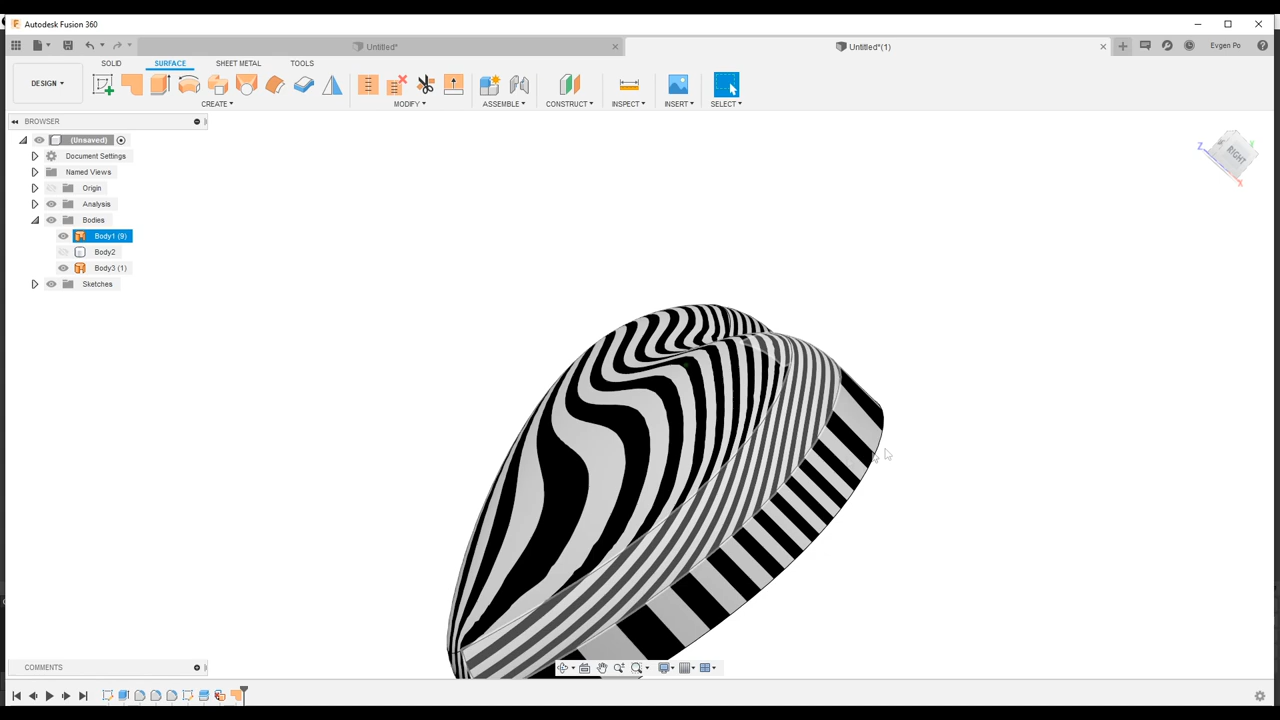 Autodesk Fusion 360
Untitled*
Untitled*(1)
Evgen Po
DESIGN
SOLID
SURFACE
SHEET METAL
TOOLS
CREATE
MODIFY
ASSEMBLE
CONSTRUCT
INSPECT
INSERT
SELECT
BROWSER
(Unsaved)
Document Settings
Named Views
Origin
Analysis
Bodies
Body1 (9)
Body2
Body3 (1)
Sketches
Z
RIGHT
Y
X
COMMENTS